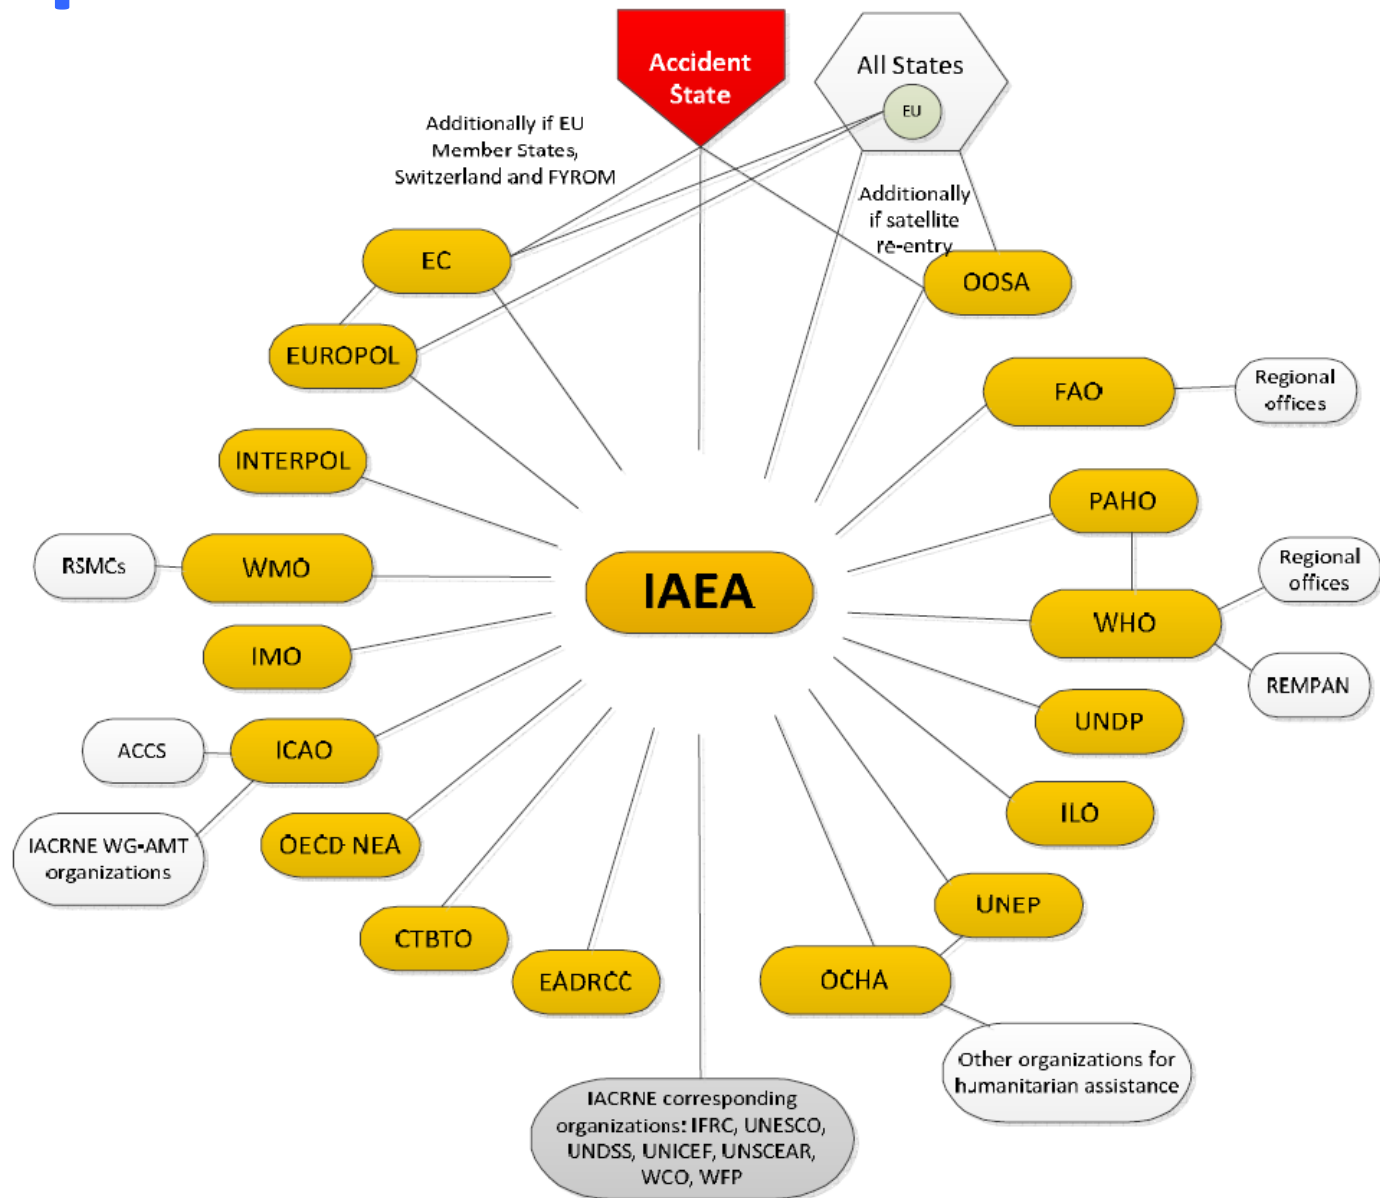 Accident
State
All States
EU
Additionally if EU
Member States,
Switzerland and FYROM
Additionally
if satellite
re-entry
EC
OOSA
EUROPOL
FAO
Regional
offices
INTERPOL
PAHO
RSMCs
WMO
IAEA
Regional
offices
WHO
IMO
REMPAN
UNDP
ACCS
ICAO
ILO
IACRNE WG-AMT
organizations
OECD NEA
UNEP
CTBTO
EADRCC
OCHA
Other organizations for
humanitarian assistance
IACRNE corresponding
organizations: IFRC, UNESCO,
UNDSS, UNICEF, UNSCEAR,
WCO, WFP